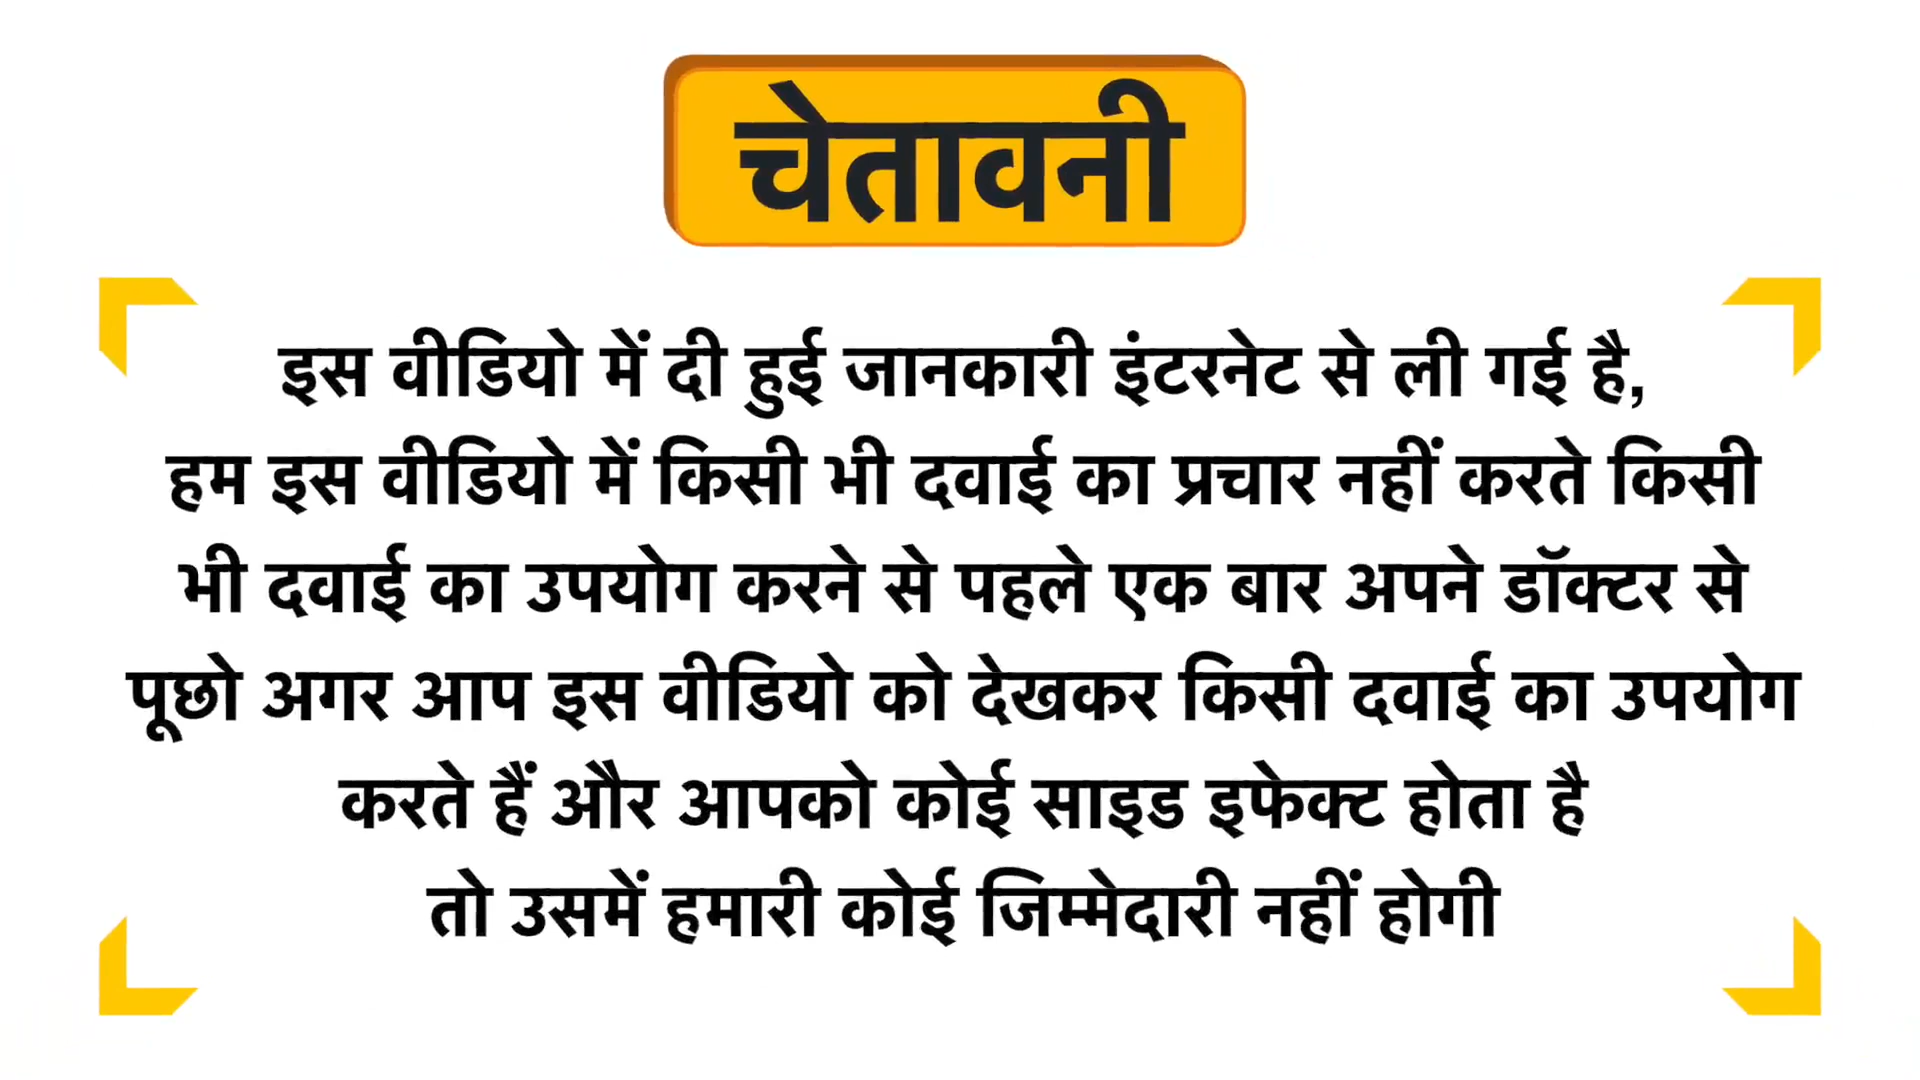 चेतावनी
इस वीडियो में दी हुई जानकारी इंटरनेट से ली गई है,
हम इस वीडियो में किसी भी दवाई का प्रचार नहीं करते किसी
भी दवाई का उपयोग करने से पहले एक बार अपने डॉक्टर से
पूछो अगर आप इस वीडियो को देखकर किसी दवाई का उपयोग
करते हैं और आपको कोई साइड इफेक्ट होता है
तो उसमें हमारी कोई जिम्मेदारी नहीं होगी